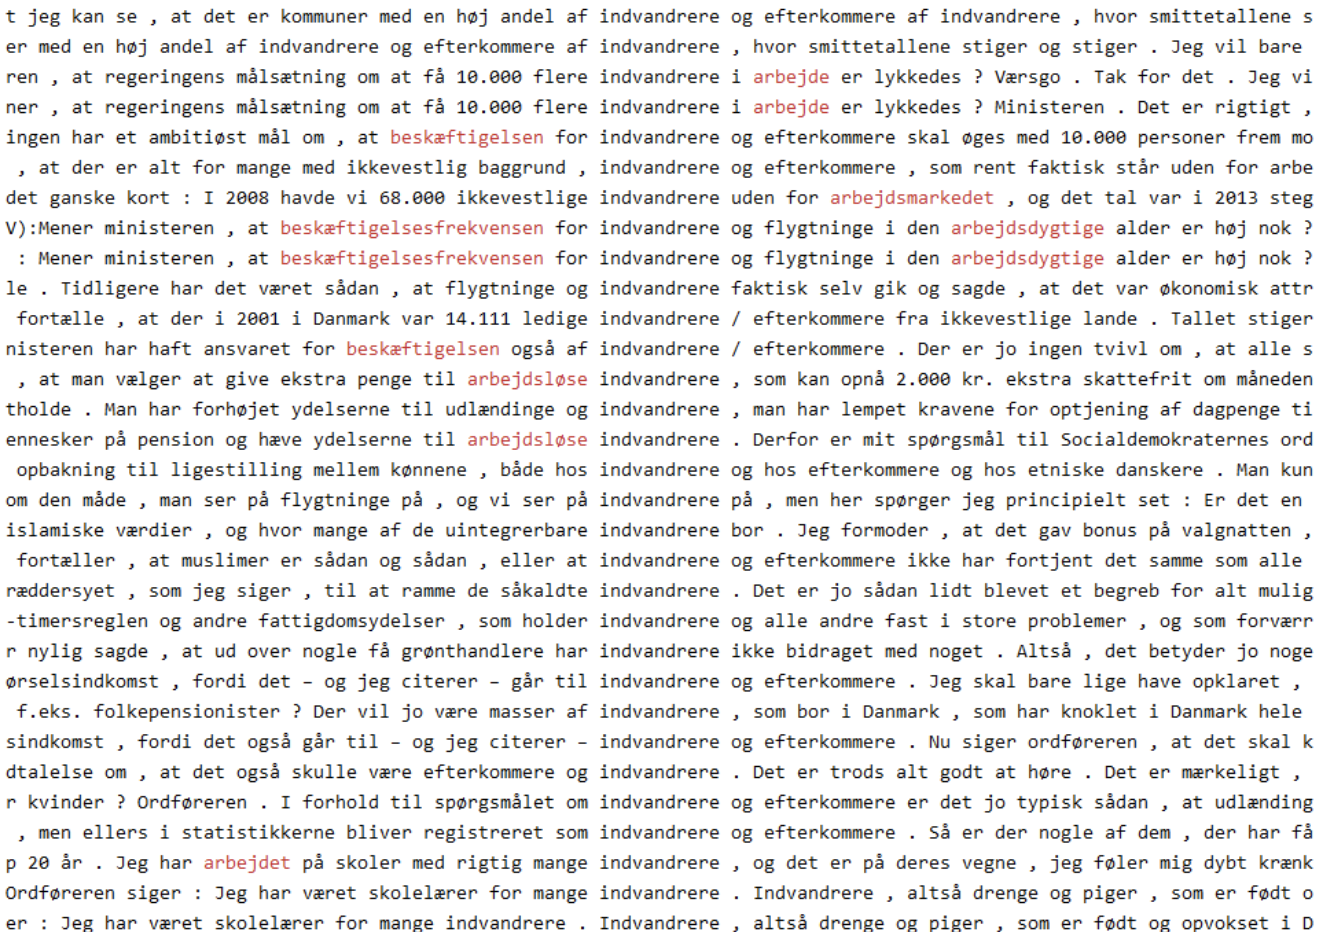 t jeg kan se , at det er kommuner med en høj andel af indvandrere og efterkommere af indvandrere , hvor smittetallene s
er med en høj andel af indvandrere og efterkommere af indvandrere , hvor smittetallene stiger og stiger . Jeg vil bare
ren , at regeringens målsætning om at få 10.000 flere indvandrere i arbejde er lykkedes ? Værsgo . Tak for det . Jeg vi
ner , at regeringens målsætning om at få 10.000 flere indvandrere i arbejde er lykkedes ? Ministeren . Det er rigtigt ,
ingen har et ambitiøst mål om , at beskæftigelsen for indvandrere og efterkommere skal øges med 10.000 personer frem mo
, at der er alt for mange med ikkevestlig baggrund , indvandrere og efterkommere , som rent faktisk står uden for arbe
det ganske kort : I 2008 havde vi 68.000 ikkevestlige indvandrere uden for arbejdsmarkedet , og det tal var i 2013 steg
V):Mener ministeren , at beskæftigelsesfrekvensen for indvandrere og flygtninge i den arbejdsdygtige alder er høj nok ?
: Mener ministeren , at beskæftigelsesfrekvensen for indvandrere og flygtninge i den arbejdsdygtige alder er høj nok ?
le . Tidligere har det været sådan , at flygtninge og indvandrere faktisk selv gik og sagde , at det var økonomisk attr
fortælle , at der i 2001 i Danmark var 14.111 ledige indvandrere / efterkommere fra ikkevestlige lande . Tallet stiger
nisteren har haft ansvaret for beskæftigelsen også af indvandrere / efterkommere . Der er jo ingen tvivl om , at alle s
, at man vælger at give ekstra penge til arbejdsløse indvandrere , som kan opnå 2.000 kr. ekstra skattefrit om måneden
tholde . Man har forhøjet ydelserne til udlændinge og indvandrere , man har lempet kravene for optjening af dagpenge ti
ennesker på pension og hæve ydelserne til arbejdsløse indvandrere . Derfor er mit spørgsmål til Socialdemokraternes ord
opbakning til ligestilling mellem kønnene , både hos indvandrere og hos efterkommere og hos etniske danskere . Man kun
om den måde , man ser på flygtninge på , og vi ser på indvandrere på , men her spørger jeg principielt set : Er det en
islamiske værdier , og hvor mange af de uintegrerbare indvandrere bor . Jeg formoder , at det gav bonus på valgnatten ,
fortæller , at muslimer er sådan og sådan , eller at indvandrere og efterkommere ikke har fortjent det samme som alle
ræddersyet , som jeg siger , til at ramme de såkaldte indvandrere . Det er jo sådan lidt blevet et begreb for alt mulig
-timersreglen og andre fattigdomsydelser , som holder indvandrere og alle andre fast i store problemer , og som forværr
r nylig sagde , at ud over nogle få grønthandlere har indvandrere ikke bidraget med noget . Altså , det betyder jo noge
ørselsindkomst , fordi det – og jeg citerer – går til indvandrere og efterkommere . Jeg skal bare lige have opklaret ,
f.eks. folkepensionister ? Der vil jo være masser af indvandrere , som bor i Danmark , som har knoklet i Danmark hele
sindkomst , fordi det også går til – og jeg citerer – indvandrere og efterkommere . Nu siger ordføreren , at det skal k
dtalelse om , at det også skulle være efterkommere og indvandrere . Det er trods alt godt at høre . Det er mærkeligt ,
r kvinder ? Ordføreren . I forhold til spørgsmålet om indvandrere og efterkommere er det jo typisk sådan , at udlænding
, men ellers i statistikkerne bliver registreret som indvandrere og efterkommere . Så er der nogle af dem , der har få
p 20 år . Jeg har arbejdet på skoler med rigtig mange indvandrere , og det er på deres vegne , jeg føler mig dybt krænk
Ordføreren siger : Jeg har været skolelærer for mange indvandrere . Indvandrere , altså drenge og piger , som er født o
er : Jeg har været skolelærer for mange indvandrere . Indvandrere , altså drenge og piger , som er født og opvokset i D